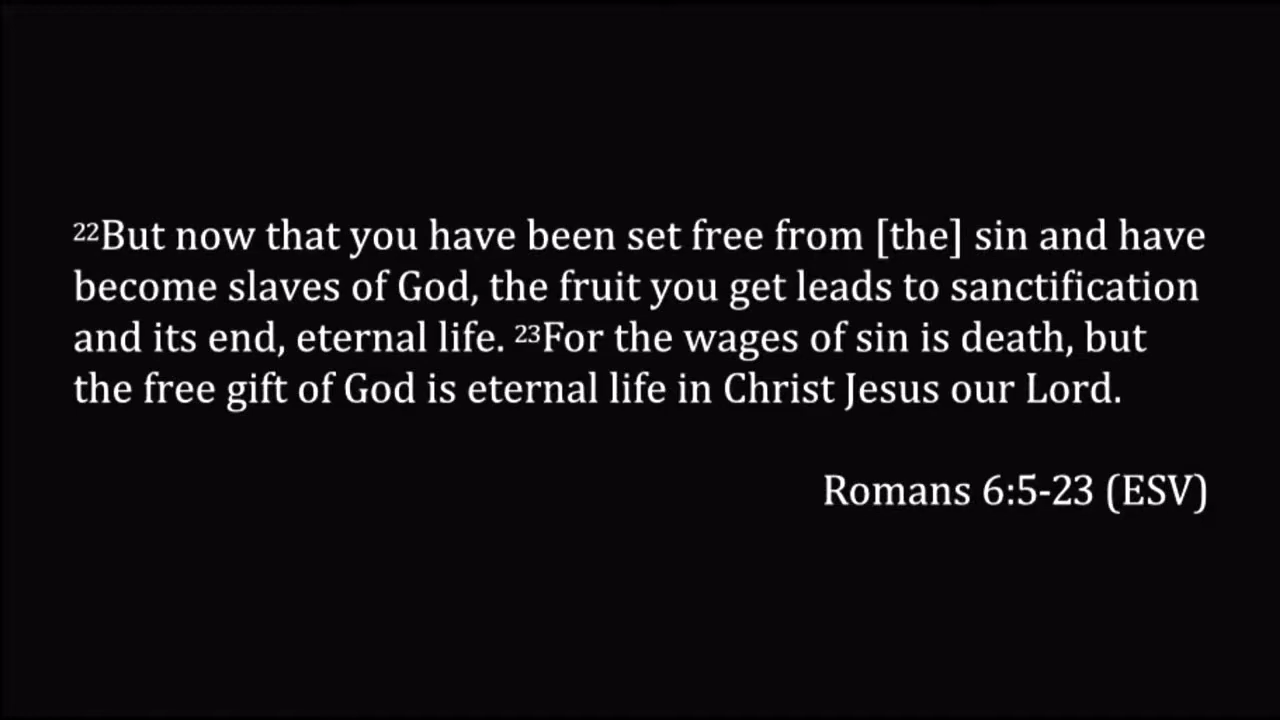 ²²But now that you have been set free from [the] sin and have
become slaves of God, the fruit you get leads to sanctification
and its end, eternal life. ²³For the wages of sin is death, but
the free gift of God is eternal life in Christ Jesus our Lord.
Romans 6:5-23 (ESV)